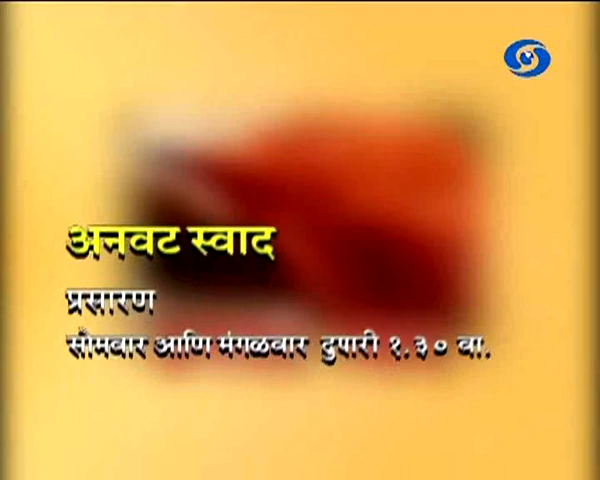 अनवट स्वाद
प्रसारण
सोमवार आणि मंगळवार दुपारी १.३० वा.